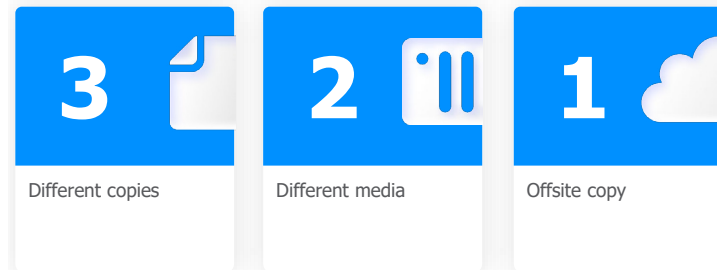 3
2
1
Different copies
Different media
Offsite copy